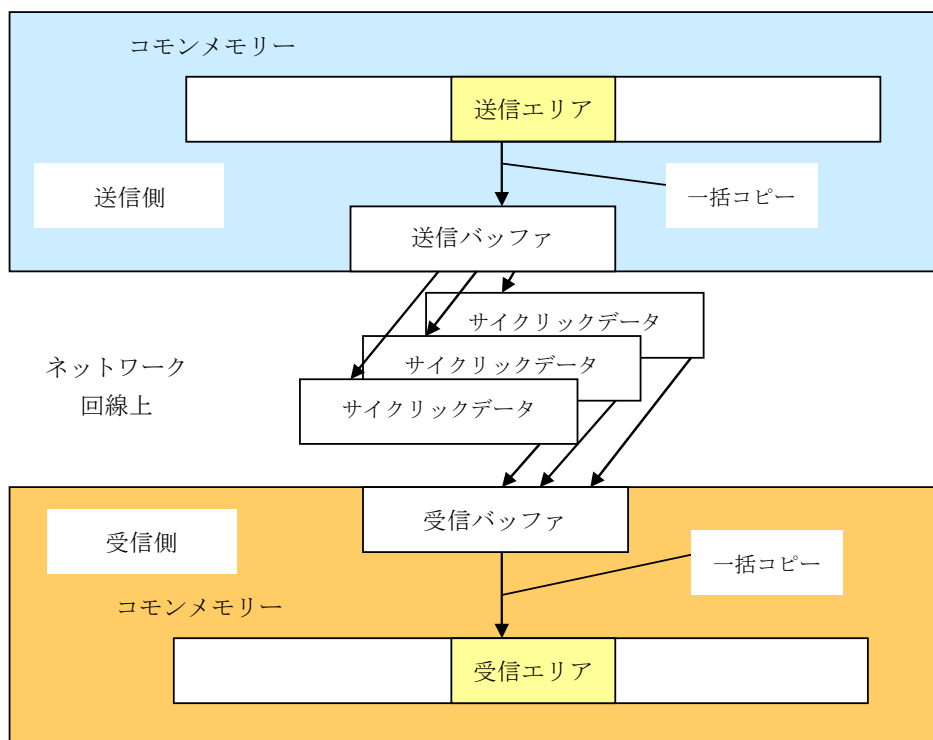 コモンメモリー
送信エリア
送信側
一括コピー
送信バッファ
サイクリックデータ
サイクリックデータ
サイクリックデータ
ネットワーク
回線上
受信バッファ
受信側
一括コピー
コモンメモリー
受信エリア